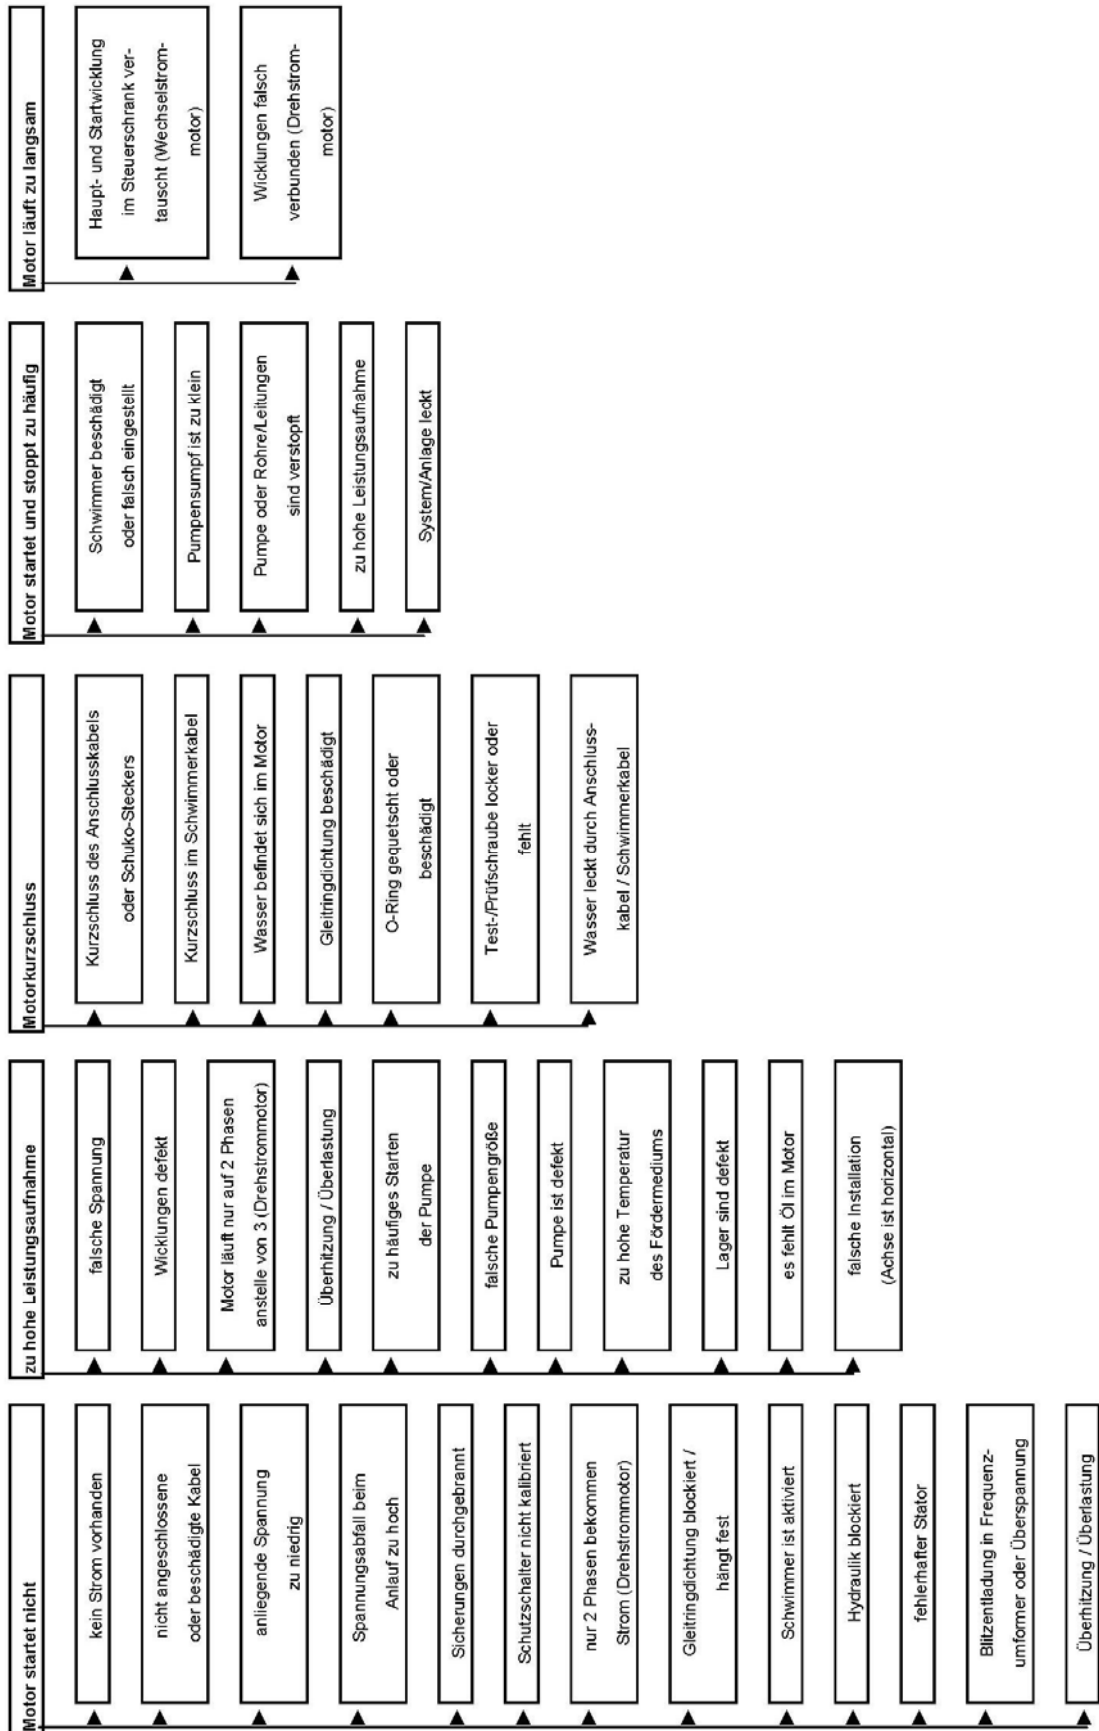 Motor startet nicht
kein Strom vorhanden
nicht angeschlossene
oder beschädigte Kabel
anliegende Spannung
zu niedrig
Spannungsabfall beim
Anlauf zu hoch
Sicherungen durchgebrannt
Schutzschalter nicht kalibriert
nur 2 Phasen bekommen
Strom (Drehstrommotor)
Gleitringdichtung blockiert /
hängt fest
Schwimmer ist aktiviert
Hydraulik blockiert
fehlerhafter Stator
Blitzentladung in Frequenz-
umformer oder Überspannung
Überhitzung / Überlastung
zu hohe Leistungsaufnahme
falsche Spannung
Wicklungen defekt
Motor läuft nur auf 2 Phasen
anstelle von 3 (Drehstrommotor)
Überhitzung / Überlastung
zu häufiges Starten
der Pumpe
falsche Pumpengröße
Pumpe ist defekt
zu hohe Temperatur
des Fördermediums
Lager sind defekt
es fehlt Öl im Motor
falsche Installation
(Achse ist horizontal)
Motorkurzschluss
Kurzschluss des Anschlusskabels
oder Schuko-Steckers
Kurzschluss im Schwimmerkabel
Wasser befindet sich im Motor
Gleitringdichtung beschädigt
O-Ring gequetscht oder
beschädigt
Test-/Prüfschraube locker oder
fehlt
Wasser leckt durch Anschluss-
kabel / Schwimmerkabel
Motor startet und stoppt zu häufig
Schwimmer beschädigt
oder falsch eingestellt
Pumpensumpf ist zu klein
Pumpe oder Rohre/Leitungen
sind verstopft
zu hohe Leistungsaufnahme
System/Anlage leckt
Motor läuft zu langsam
Haupt- und Startwicklung
im Steuerschrank ver-
tauscht (Wechselstrom-
motor)
Wicklungen falsch
verbunden (Drehstrom-
motor)